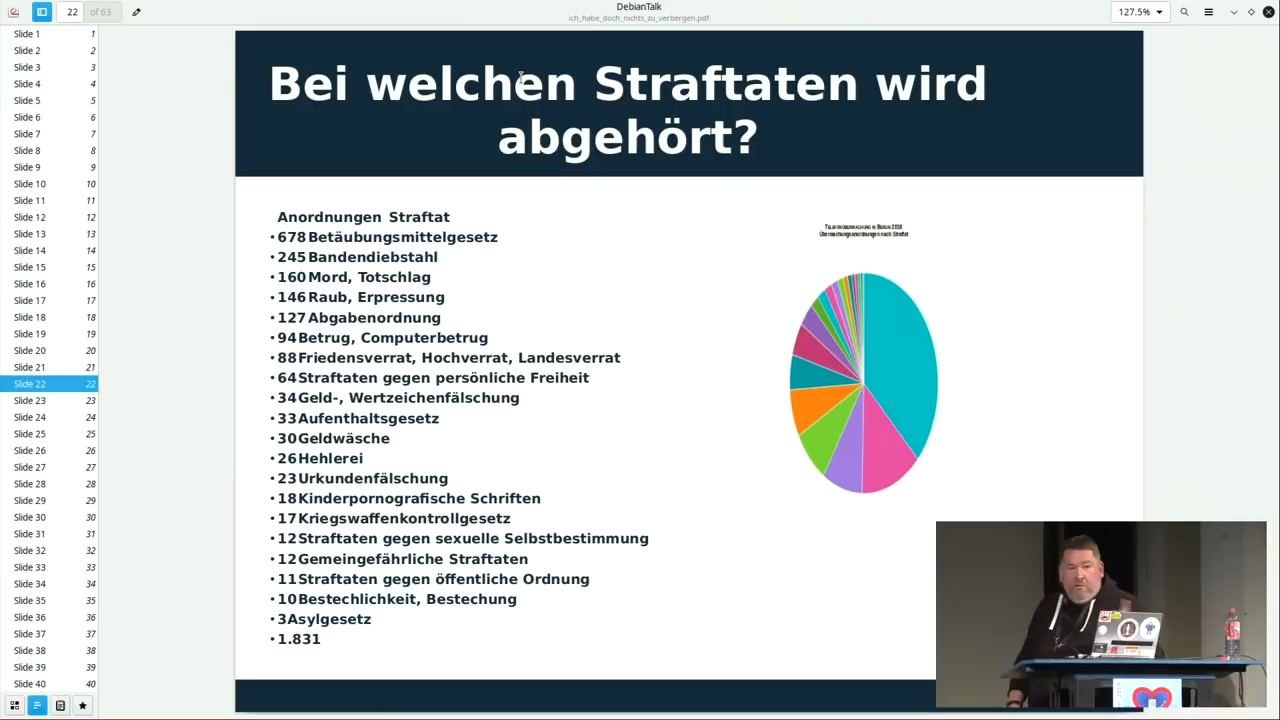 DebianTalk
ich_habe_doch_nichts_zu_verbergen.pdf
22 of 63
127.5%
Slide 1 1
Slide 2 2
Slide 3 3
Slide 4 4
Slide 5 5
Slide 6 6
Slide 7 7
Slide 8 8
Slide 9 9
Slide 10 10
Slide 11 11
Slide 12 12
Slide 13 13
Slide 14 14
Slide 15 15
Slide 16 16
Slide 17 17
Slide 18 18
Slide 19 19
Slide 20 20
Slide 21 21
Slide 22 22
Slide 23 23
Slide 24 24
Slide 25 25
Slide 26 26
Slide 27 27
Slide 28 28
Slide 29 29
Slide 30 30
Slide 31 31
Slide 32 32
Slide 33 33
Slide 34 34
Slide 35 35
Slide 36 36
Slide 37 37
Slide 38 38
Slide 39 39
Slide 40 40
Bei welchen Straftaten wird
abgehört?
Anordnungen Straftat
•678 Betäubungsmittelgesetz
•245 Bandendiebstahl
•160 Mord, Totschlag
•146 Raub, Erpressung
•127 Abgabenordnung
•94 Betrug, Computerbetrug
•88 Friedensverrat, Hochverrat, Landesverrat
•64 Straftaten gegen persönliche Freiheit
•34 Geld-, Wertzeichenfälschung
•33 Aufenthaltsgesetz
•30 Geldwäsche
•26 Hehlerei
•23 Urkundenfälschung
•18 Kinderpornografische Schriften
•17 Kriegswaffenkontrollgesetz
•12 Straftaten gegen sexuelle Selbstbestimmung
•12 Gemeingefährliche Straftaten
•11 Straftaten gegen öffentliche Ordnung
•10 Bestechlichkeit, Bestechung
•3 Asylgesetz
•1.831
Überwachungsanordnungen nach Straftat